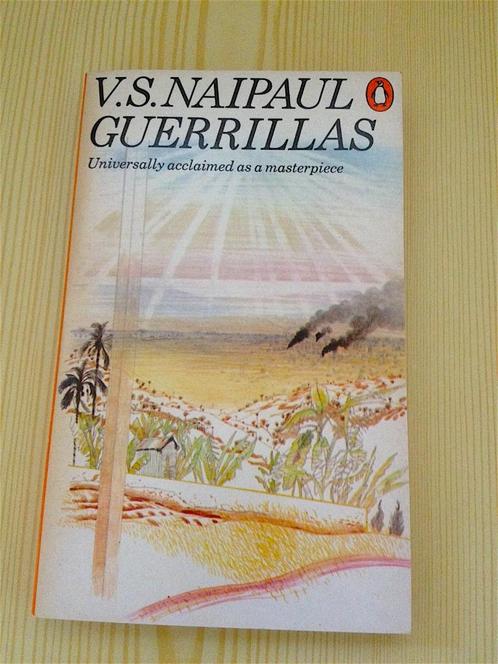 V.S. NAIPAUL
GUERRILLAS
Universally acclaimed as a masterpiece